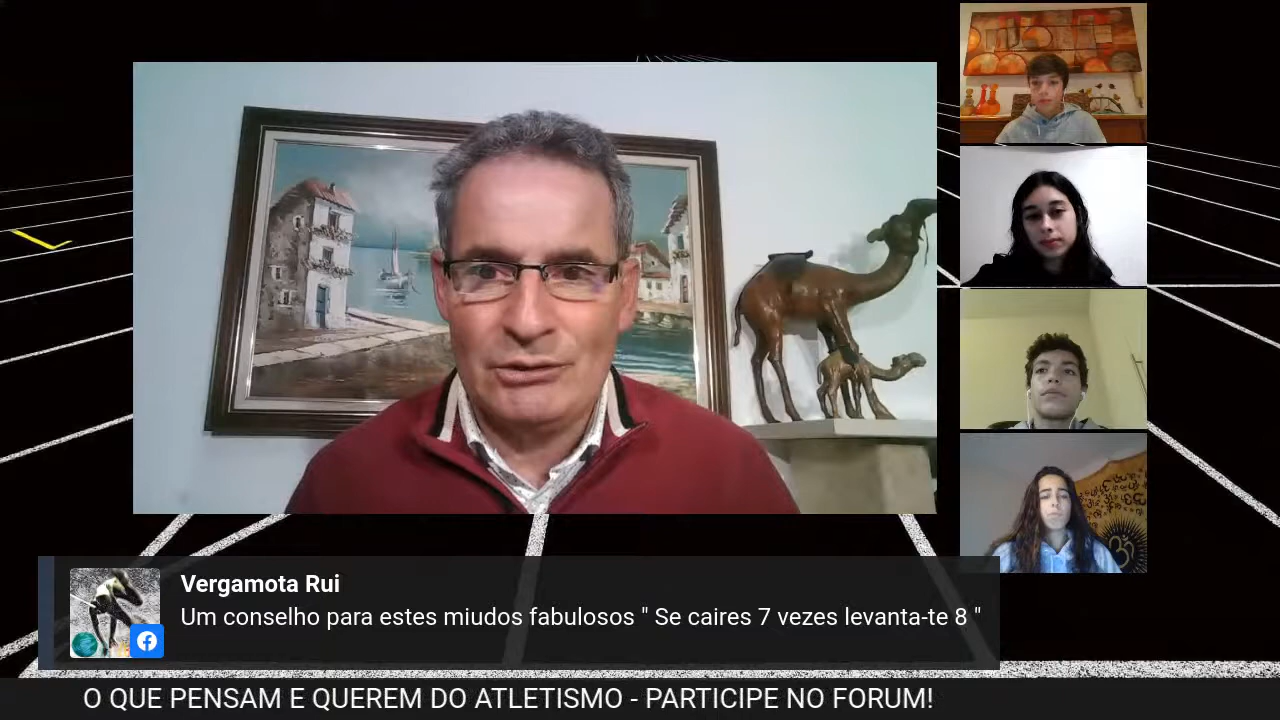 Vergamota Rui
Um conselho para estes miudos fabulosos " Se caires 7 vezes levanta-te 8 "
O QUE PENSAM E QUEREM DO ATLETISMO - PARTICIPE NO FORUM!